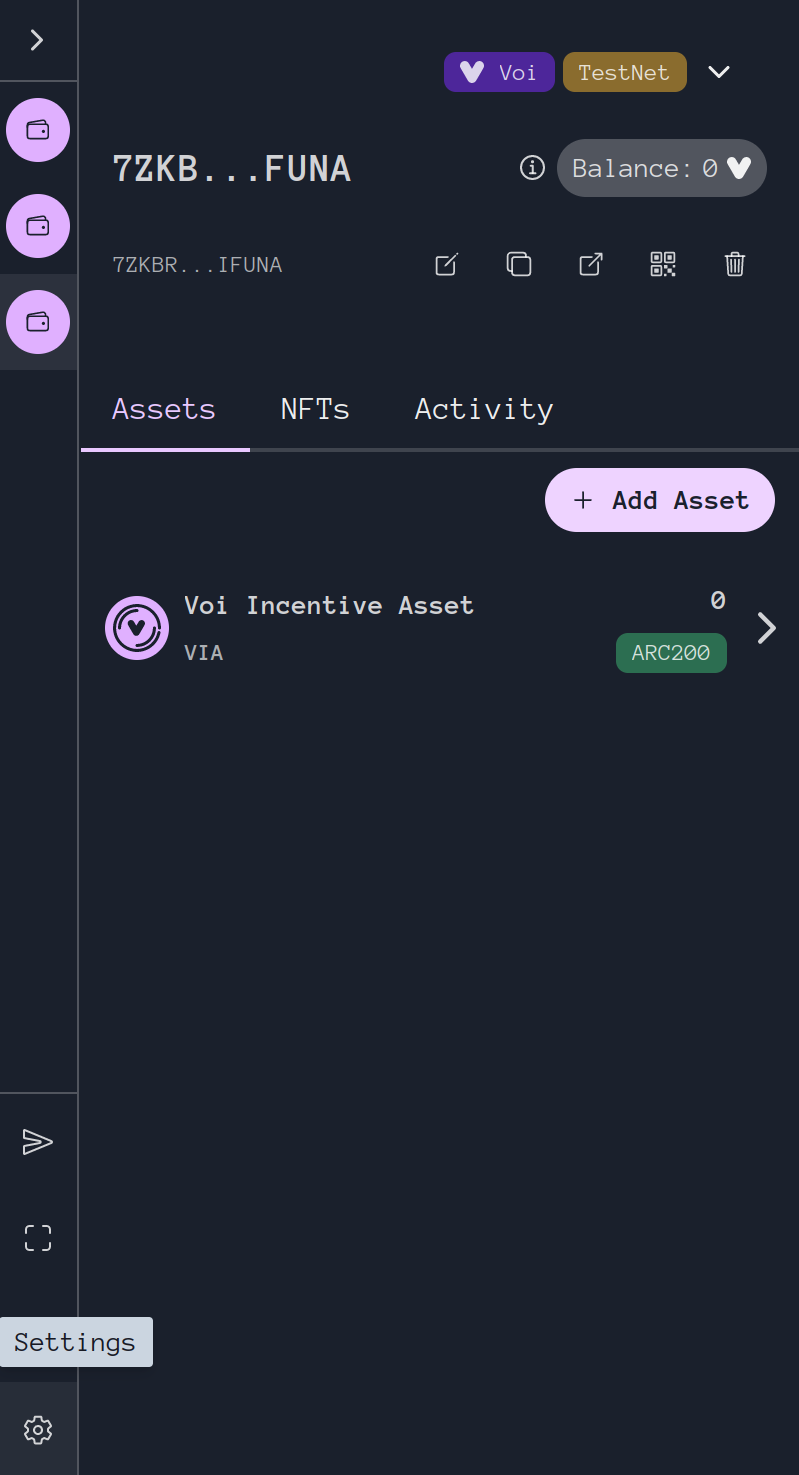 Voi TestNet
7ZKB...FUNA
Balance: 0
7ZKBR...IFUNA
Assets NFTs Activity
+ Add Asset
Voi Incentive Asset 0
VIA ARC200
Settings